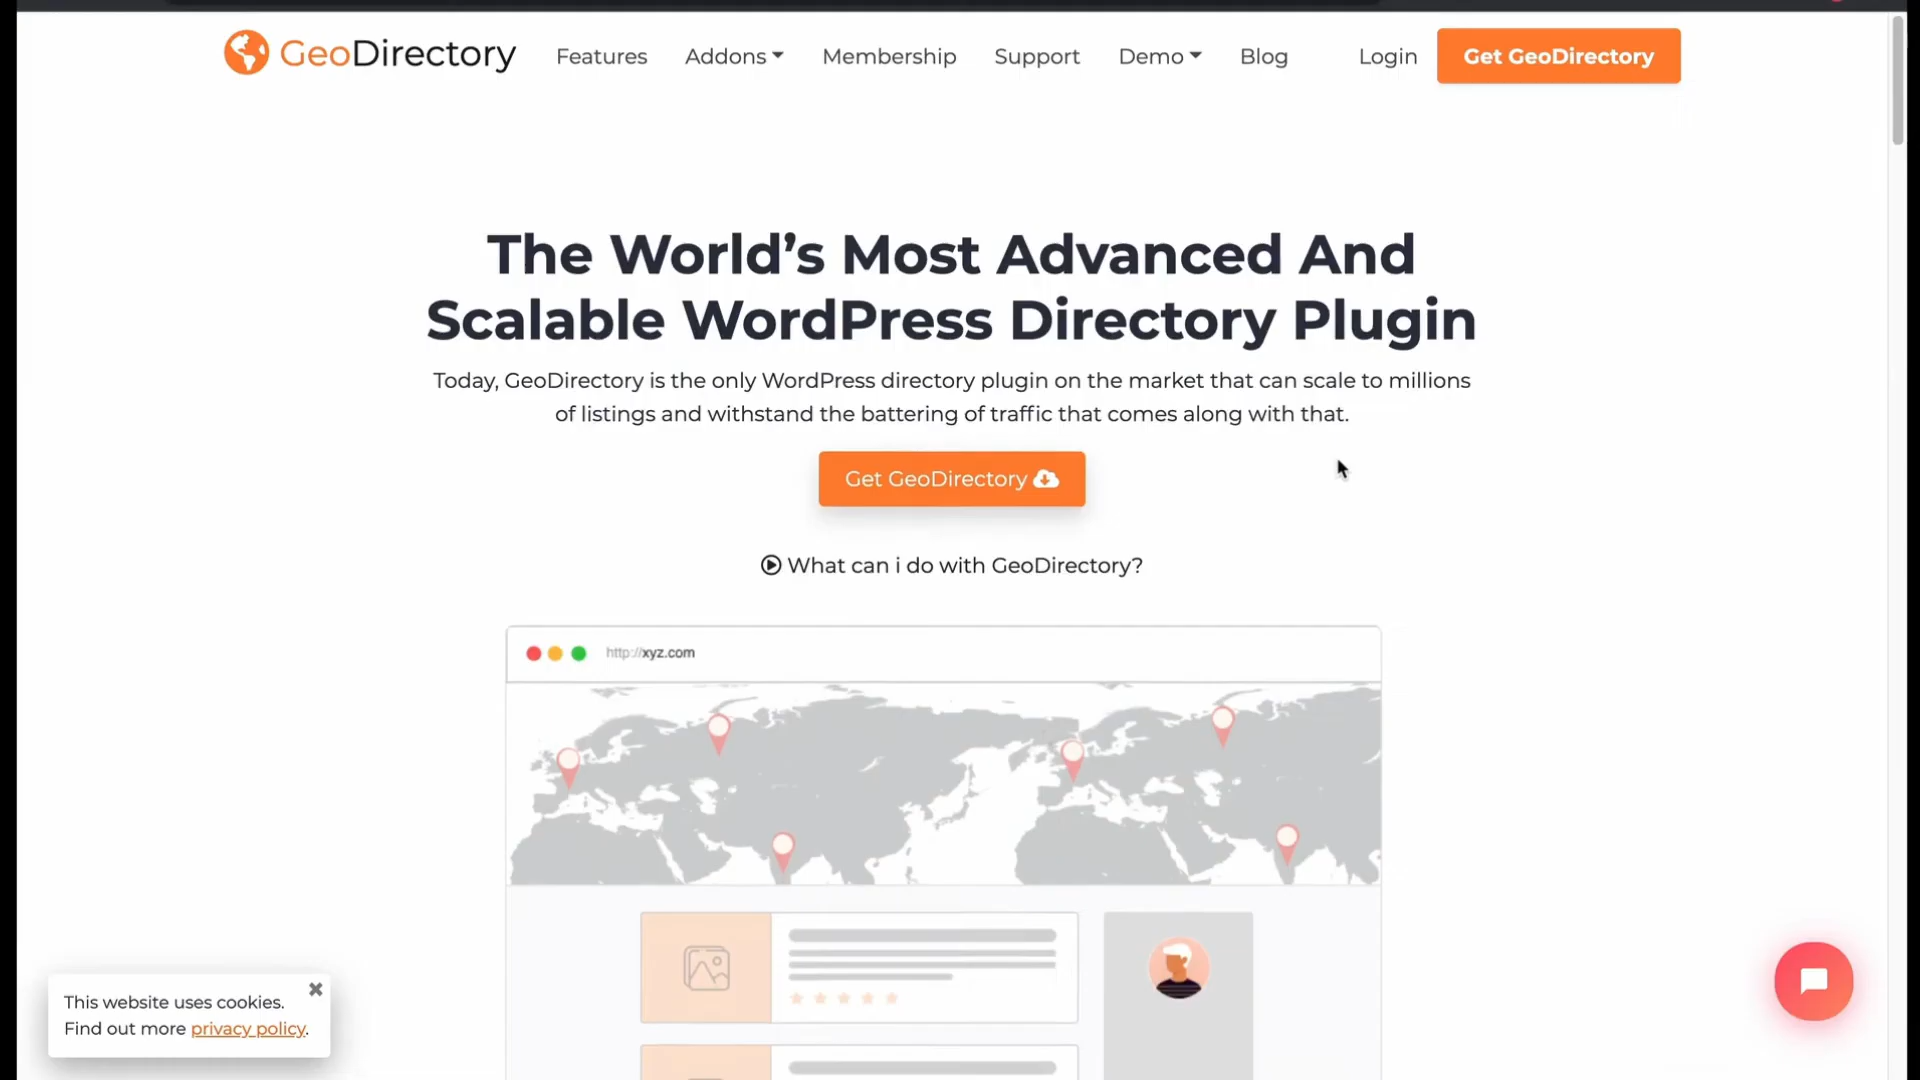 GeoDirectory
Features
Addons
Membership
Support
Demo
Blog
Login
Get GeoDirectory
The World’s Most Advanced And
Scalable WordPress Directory Plugin
Today, GeoDirectory is the only WordPress directory plugin on the market that can scale to millions
of listings and withstand the battering of traffic that comes along with that.
Get GeoDirectory
What can i do with GeoDirectory?
http://xyz.com
This website uses cookies.
Find out more privacy policy.